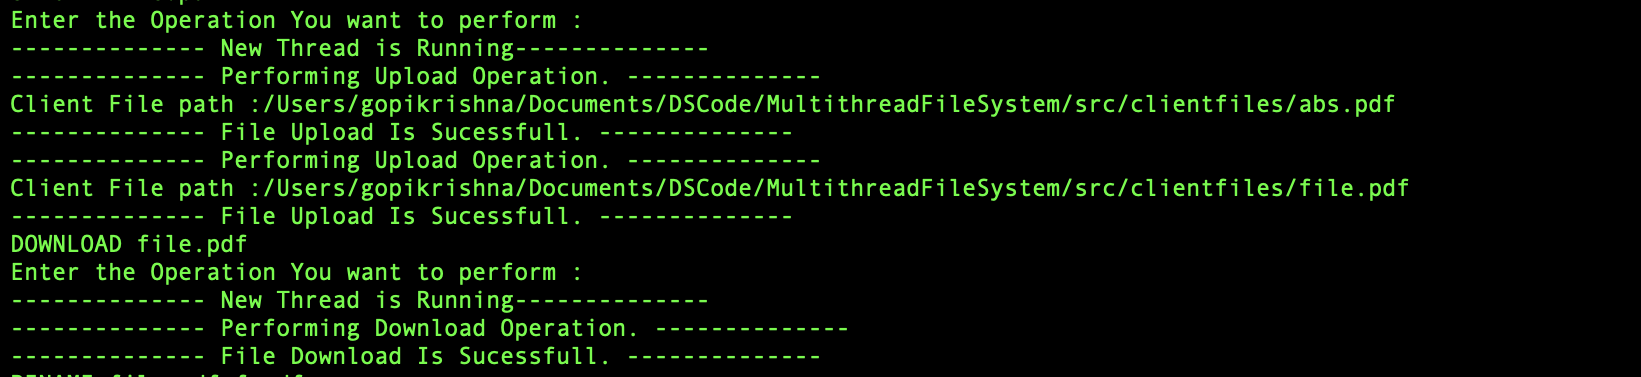 Enter the Operation You want to perform :
-------------- New Thread is Running--------------
-------------- Performing Upload Operation. --------------
Client File path :/Users/gopikrishna/Documents/DSCode/MultithreadFileSystem/src/clientfiles/abs.pdf
-------------- File Upload Is Sucessfull. --------------
-------------- Performing Upload Operation. --------------
Client File path :/Users/gopikrishna/Documents/DSCode/MultithreadFileSystem/src/clientfiles/file.pdf
-------------- File Upload Is Sucessfull. --------------
DOWNLOAD file.pdf
Enter the Operation You want to perform :
-------------- New Thread is Running--------------
-------------- Performing Download Operation. --------------
-------------- File Download Is Sucessfull. --------------